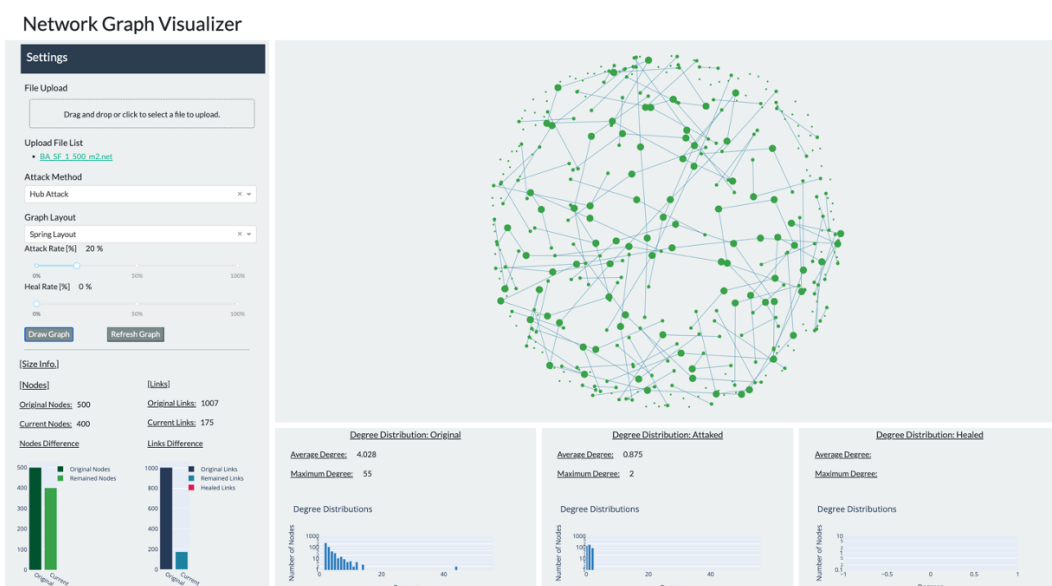 Network Graph Visualizer
Settings
File Upload
Drag and drop or click to select a file to upload.
Upload File List
• BA_SF_1_500_m2.net
Attack Method
Hub Attack
Graph Layout
Spring Layout
Attack Rate [%] 20 %
0% 50% 100%
Heal Rate [%] 0 %
0% 50% 100%
Draw Graph Refresh Graph
[Size Info.]
[Nodes] [Links]
Original Nodes: 500 Original Links: 1007
Current Nodes: 400 Current Links: 175
Nodes Difference Links Difference
Original Nodes
Remained Nodes
500
400
300
200
100
0
Original Current
Original Links
Remained Links
Healed Links
1000
800
600
400
200
0
Original Current
Degree Distribution: Original
Average Degree: 4.028
Maximum Degree: 55
Degree Distributions
Number of Nodes
1000
100
10
1
0 20 40
Degree Distribution: Attaked
Average Degree: 0.875
Maximum Degree: 2
Degree Distributions
Number of Nodes
1000
100
10
1
0 20 40
Degree Distribution: Healed
Average Degree:
Maximum Degree:
Degree Distributions
Number of Nodes
10
5
2
1
5
2
0.1
−1 −0.5 0 0.5 1